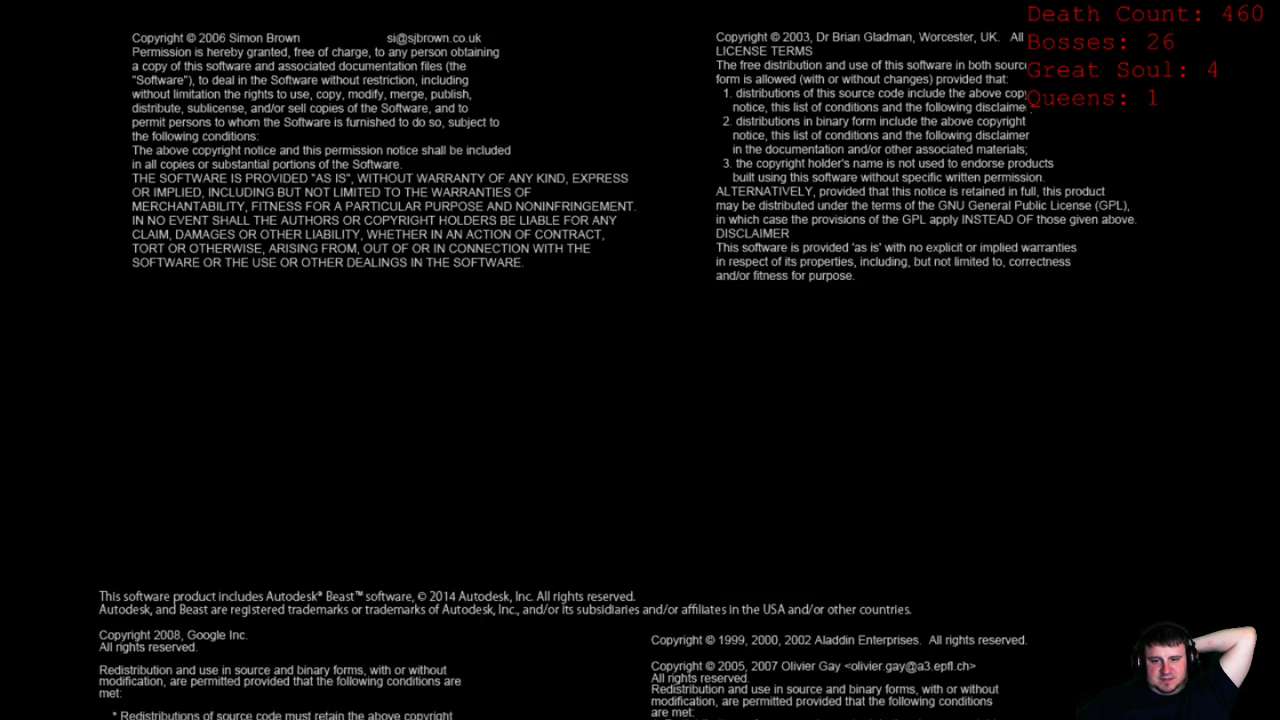 Death Count: 460
Bosses: 26
Great Soul: 4
Queens: 1
Copyright © 2006 Simon Brown si@sjbrown.co.uk
Permission is hereby granted, free of charge, to any person obtaining
a copy of this software and associated documentation files (the
"Software"), to deal in the Software without restriction, including
without limitation the rights to use, copy, modify, merge, publish,
distribute, sublicense, and/or sell copies of the Software, and to
permit persons to whom the Software is furnished to do so, subject to
the following conditions:
The above copyright notice and this permission notice shall be included
in all copies or substantial portions of the Software.
THE SOFTWARE IS PROVIDED "AS IS", WITHOUT WARRANTY OF ANY KIND, EXPRESS
OR IMPLIED, INCLUDING BUT NOT LIMITED TO THE WARRANTIES OF
MERCHANTABILITY, FITNESS FOR A PARTICULAR PURPOSE AND NONINFRINGEMENT.
IN NO EVENT SHALL THE AUTHORS OR COPYRIGHT HOLDERS BE LIABLE FOR ANY
CLAIM, DAMAGES OR OTHER LIABILITY, WHETHER IN AN ACTION OF CONTRACT,
TORT OR OTHERWISE, ARISING FROM, OUT OF OR IN CONNECTION WITH THE
SOFTWARE OR THE USE OR OTHER DEALINGS IN THE SOFTWARE.
Copyright © 2003, Dr Brian Gladman, Worcester, UK. All
LICENSE TERMS
The free distribution and use of this software in both sourc
form is allowed (with or without changes) provided that:
1. distributions of this source code include the above cop
notice, this list of conditions and the following disclaime
2. distributions in binary form include the above copyright
notice, this list of conditions and the following disclaimer
in the documentation and/or other associated materials;
3. the copyright holder's name is not used to endorse products
built using this software without specific written permission.
ALTERNATIVELY, provided that this notice is retained in full, this product
may be distributed under the terms of the GNU General Public License (GPL),
in which case the provisions of the GPL apply INSTEAD OF those given above.
DISCLAIMER
This software is provided 'as is' with no explicit or implied warranties
in respect of its properties, including, but not limited to, correctness
and/or fitness for purpose.
This software product includes Autodesk® Beast™ software, © 2014 Autodesk, Inc. All rights reserved.
Autodesk, and Beast are registered trademarks or trademarks of Autodesk, Inc., and/or its subsidiaries and/or affiliates in the USA and/or other countries.
Copyright 2008, Google Inc.
All rights reserved.
Redistribution and use in source and binary forms, with or without
modification, are permitted provided that the following conditions are
met:
* Redistributions of source code must retain the above copyright
Copyright © 1999, 2000, 2002 Aladdin Enterprises. All rights reserved.
Copyright © 2005, 2007 Olivier Gay <olivier.gay@a3.epfl.ch>
All rights reserved.
Redistribution and use in source and binary forms, with or without
modification, are permitted provided that the following conditions
are met: